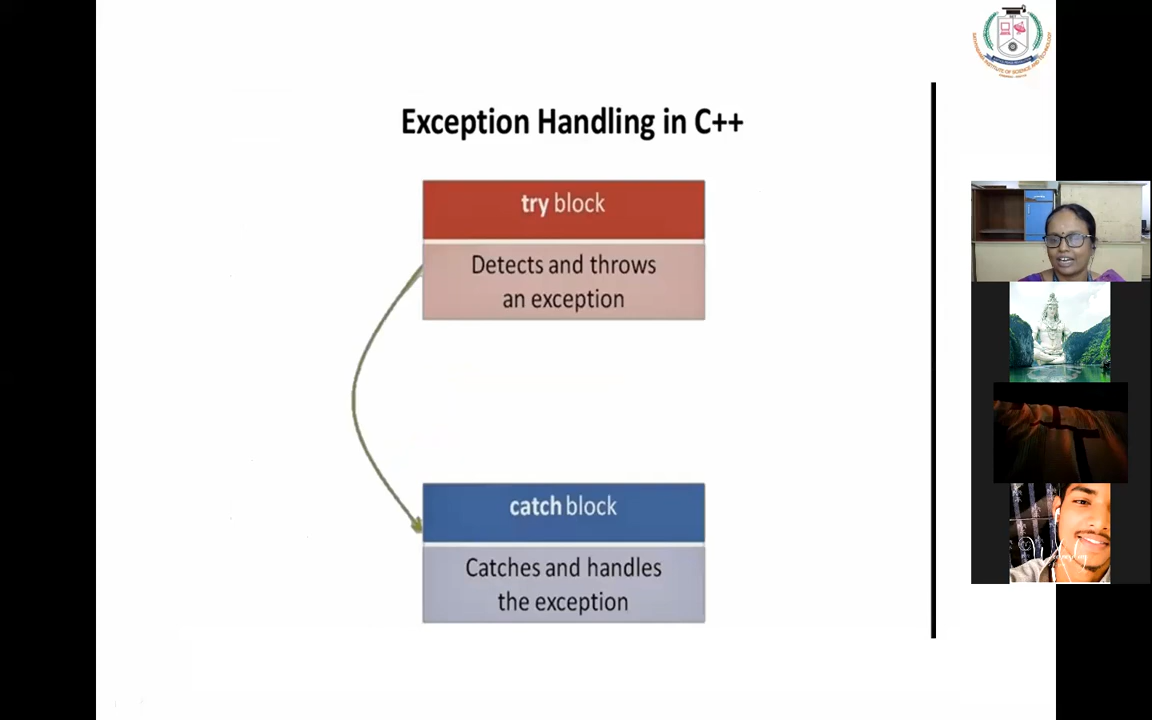 Exception Handling in C++
try block
Detects and throws
an exception
catch block
Catches and handles
the exception